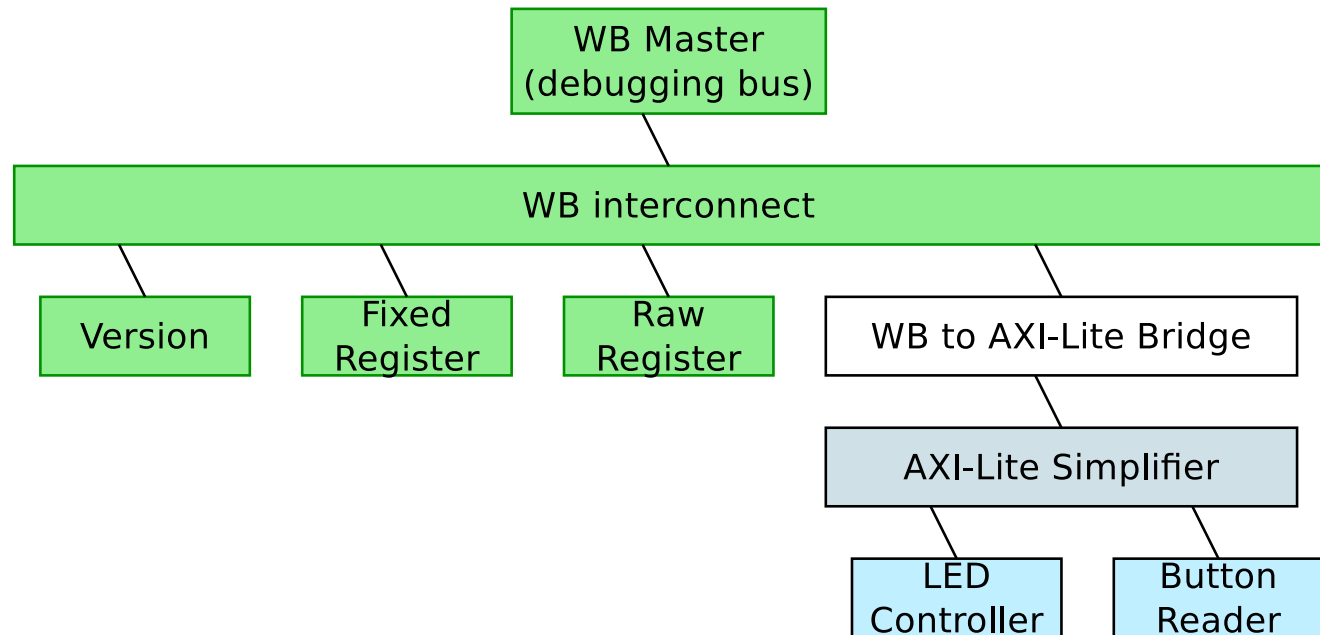 WB Master
(debugging bus)
WB interconnect
Version
Fixed
Register
Raw
Register
WB to AXI-Lite Bridge
AXI-Lite Simplifier
LED
Controller
Button
Reader